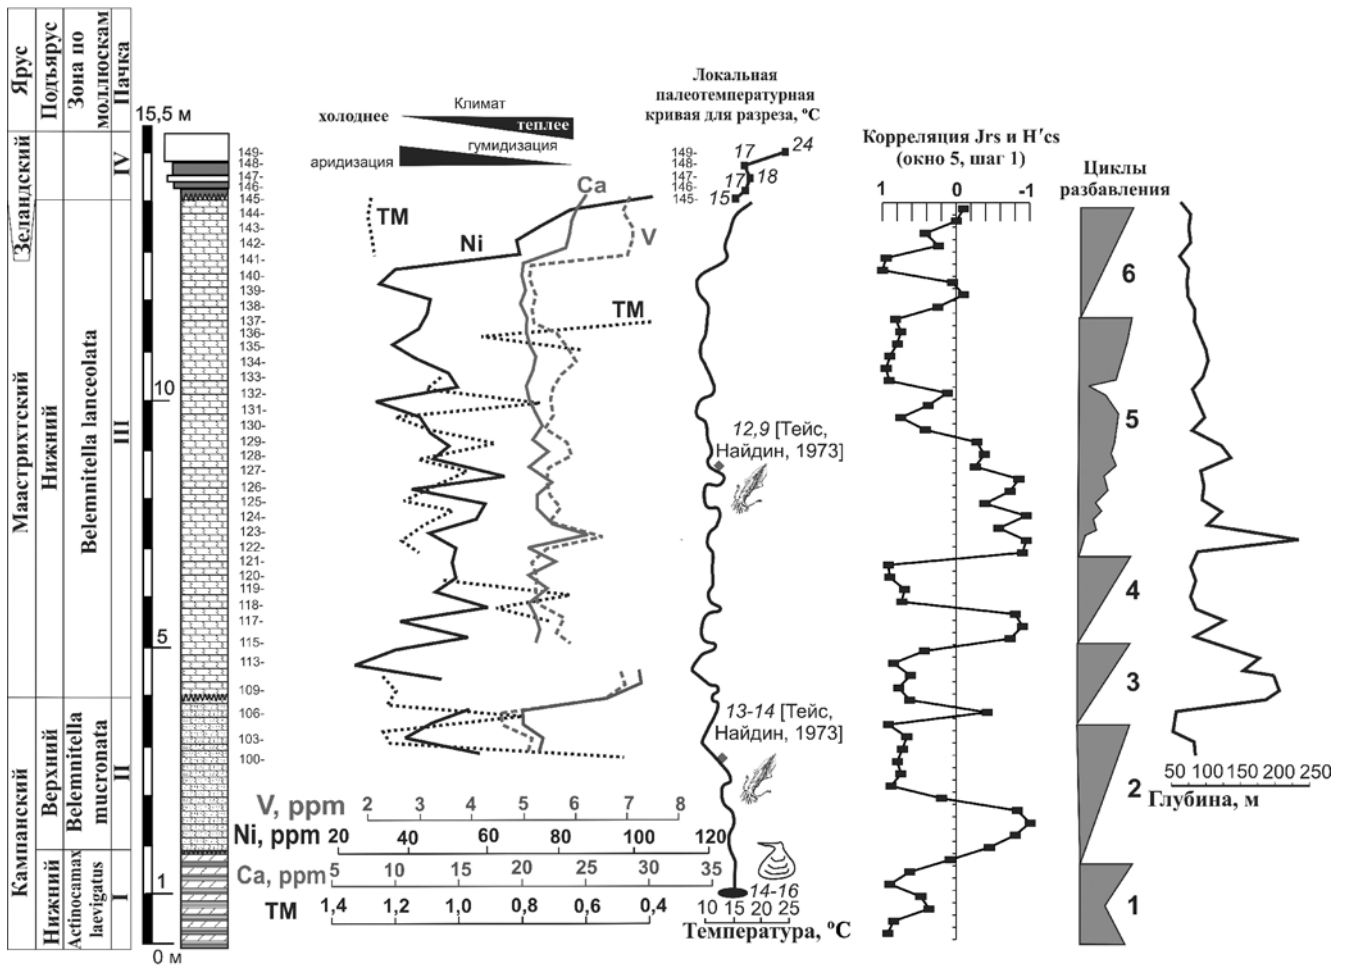 Ярус
Подъярус
Зона по
моллюскам
Пачка
15,5 м
Зеландский
Маастрихтский
Кампанский
Нижний
Верхний
Нижний
Belemnitella lanceolata
Belemnitella
mucronata
Actinocamax
laevigatus
IV
III
II
I
10
5
1
0 м
149-
148-
147-
146-
145-
144-
143-
142-
141-
140-
139-
138-
137-
136-
135-
134-
133-
132-
131-
130-
129-
128-
127-
126-
125-
124-
123-
122-
121-
120-
119-
118-
117-
115-
113-
109-
106-
103-
100-
Климат
холоднее
теплее
гумидизация
аридизация
Ca
TM
Ni
V
TM
V, ppm
2 3 4 5 6 7 8
Ni, ppm
20 40 60 80 100 120
Ca, ppm
5 10 15 20 25 30 35
TM
1,4 1,2 1,0 0,8 0,6 0,4
Локальная
палеотемпературная
кривая для разреза, °C
149-
148-
147-
146-
145-
24
17
18
17
15
12,9 [Тейс,
Найдин, 1973]
13-14 [Тейс,
Найдин, 1973]
14-16
10 15 20 25
Температура, °C
Корреляция Jrs и H'cs
(окно 5, шаг 1)
1 0 -1
Циклы
разбавления
6
5
4
3
2
1
50 100 150 200 250
Глубина, м